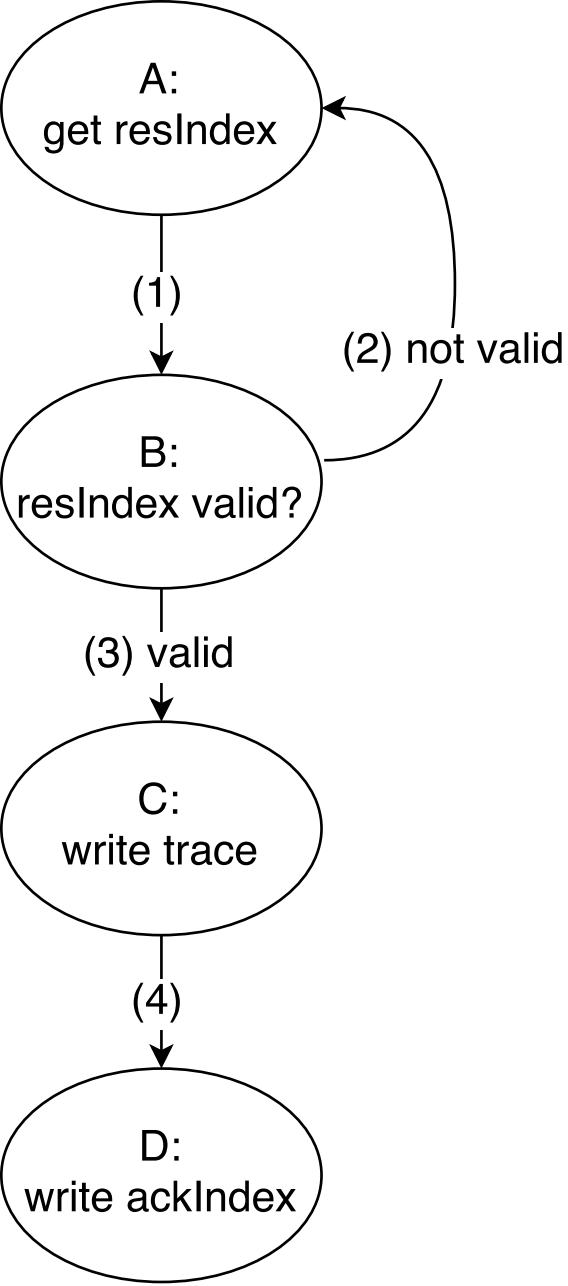 A:
get resIndex
(1)
(2) not valid
B:
resIndex valid?
(3) valid
C:
write trace
(4)
D:
write ackIndex